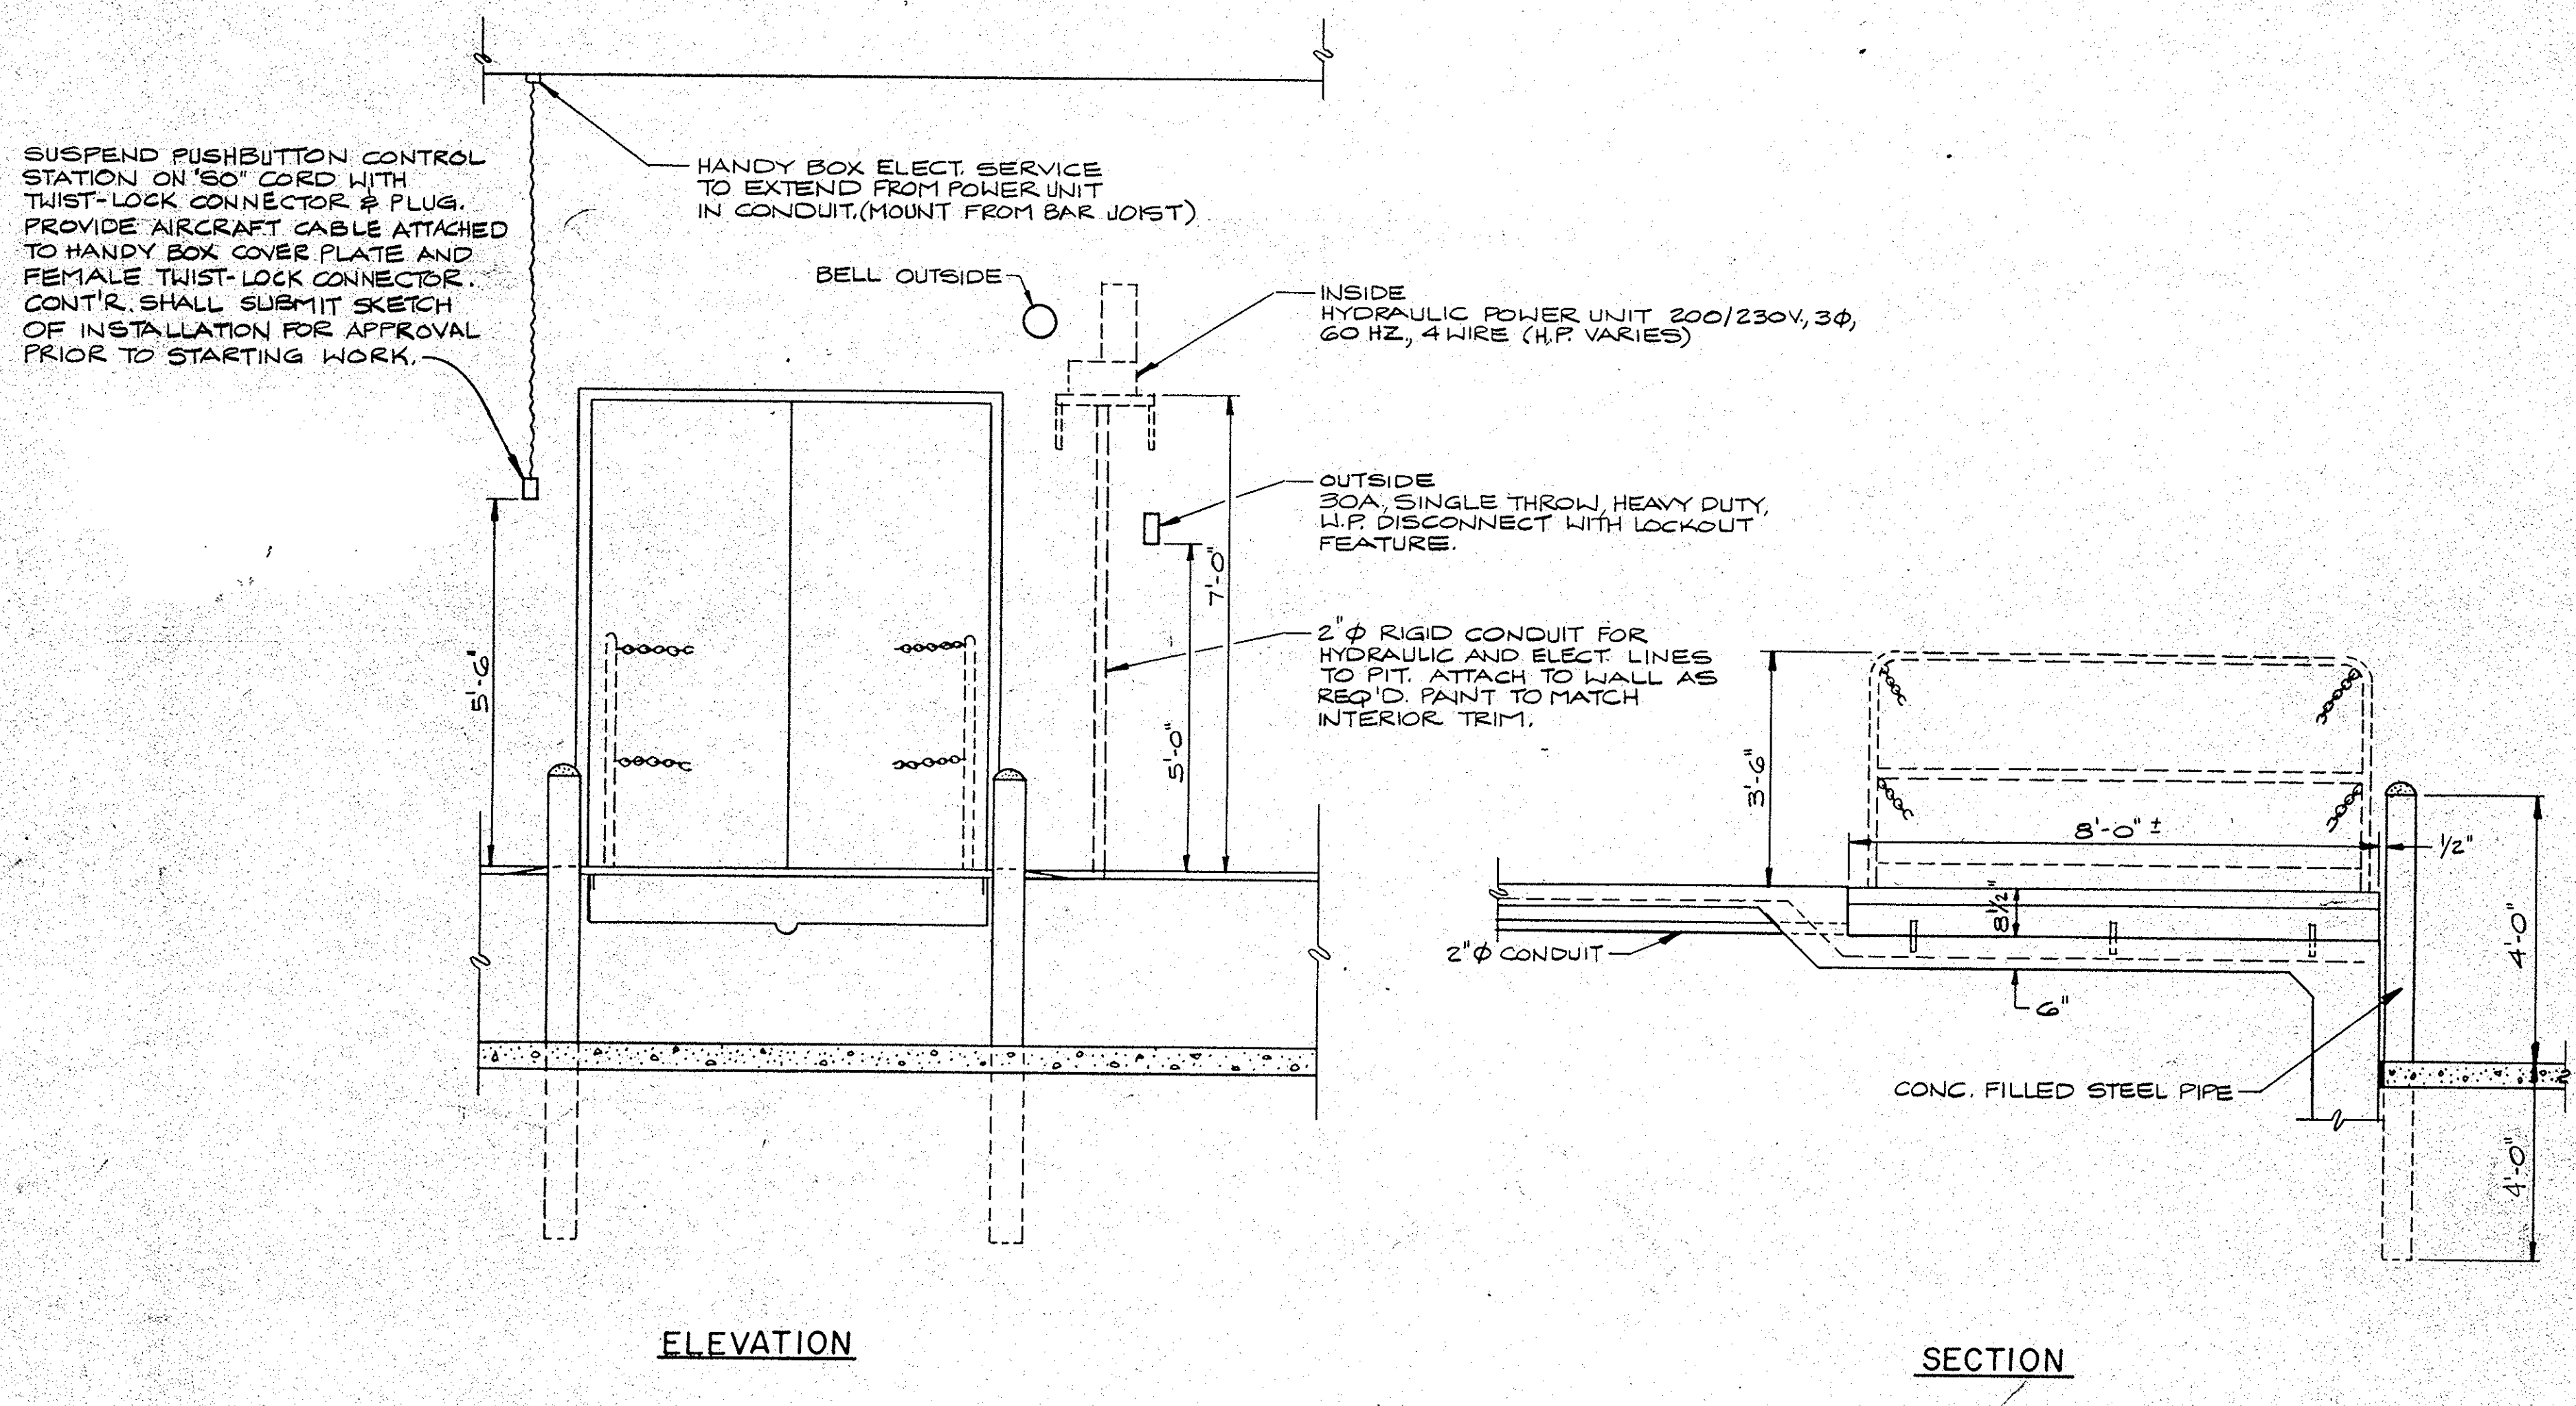 SUSPEND PUSHBUTTON CONTROL
STATION ON "SO" CORD WITH
TWIST-LOCK CONNECTOR & PLUG.
PROVIDE AIRCRAFT CABLE ATTACHED
TO HANDY BOX COVER PLATE AND
FEMALE TWIST-LOCK CONNECTOR.
CONT'R. SHALL SUBMIT SKETCH
OF INSTALLATION FOR APPROVAL
PRIOR TO STARTING WORK.
HANDY BOX ELECT. SERVICE
TO EXTEND FROM POWER UNIT
IN CONDUIT. (MOUNT FROM BAR JOIST)
BELL OUTSIDE
INSIDE
HYDRAULIC POWER UNIT 200/230V., 3Φ,
60 HZ., 4 WIRE (H.P. VARIES)
OUTSIDE
30A., SINGLE THROW, HEAVY DUTY,
W.P. DISCONNECT WITH LOCKOUT
FEATURE.
2"Φ RIGID CONDUIT FOR
HYDRAULIC AND ELECT. LINES
TO PIT. ATTACH TO WALL AS
REQ'D. PAINT TO MATCH
INTERIOR TRIM.
5'-6'
5'-0"
7'-0"
ELEVATION
3'-6"
8'-0" ±
1/2"
8 1/2"
2"Φ CONDUIT
6"
4'-0"
CONC. FILLED STEEL PIPE
4'-0"
SECTION